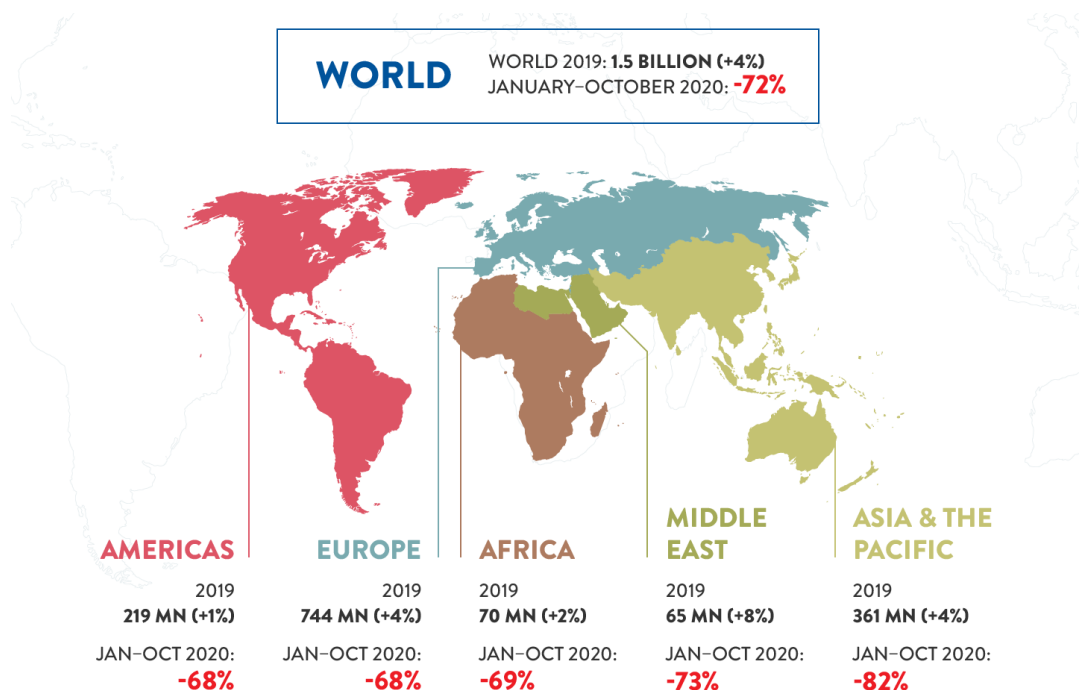 WORLD
WORLD 2019: 1.5 BILLION (+4%)
JANUARY–OCTOBER 2020: -72%
AMERICAS
2019
219 MN (+1%)
JAN–OCT 2020:
-68%
EUROPE
2019
744 MN (+4%)
JAN–OCT 2020:
-68%
AFRICA
2019
70 MN (+2%)
JAN–OCT 2020:
-69%
MIDDLE
EAST
2019
65 MN (+8%)
JAN–OCT 2020:
-73%
ASIA & THE
PACIFIC
2019
361 MN (+4%)
JAN–OCT 2020:
-82%